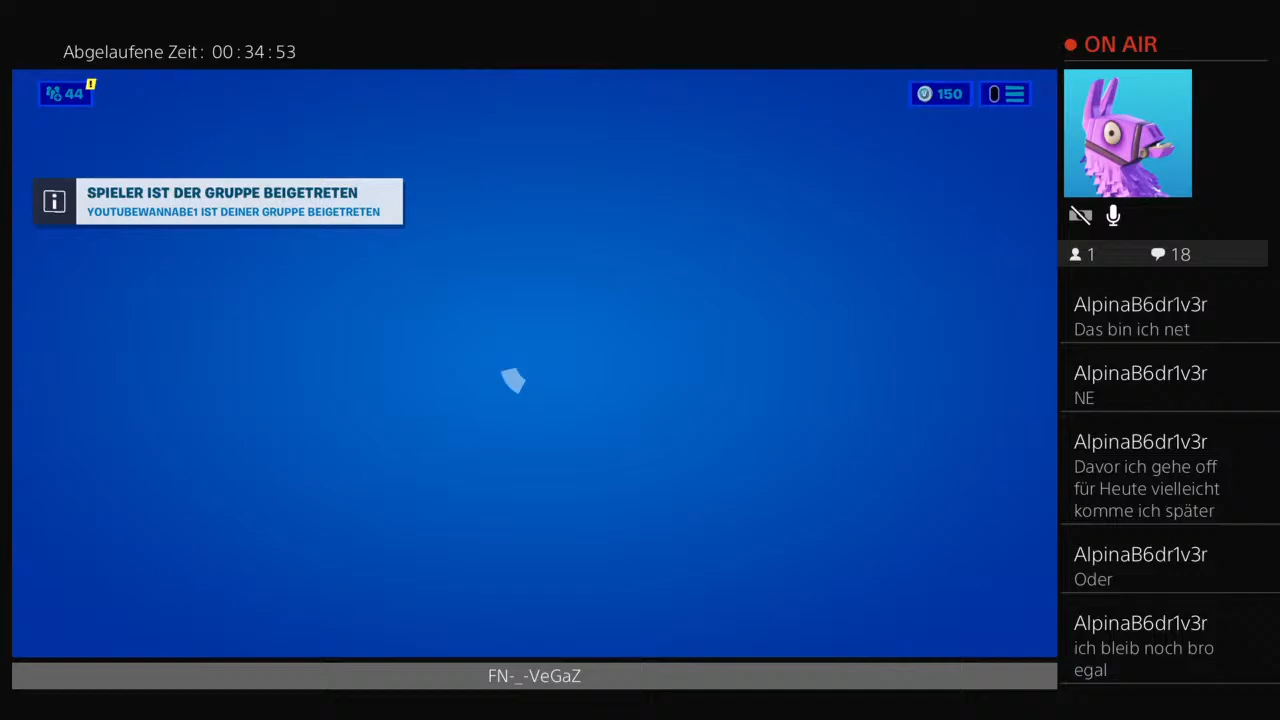 Abgelaufene Zeit: 00:34:53
ON AIR
44
!
150
SPIELER IST DER GRUPPE BEIGETRETEN
YOUTUBEWANNABE1 IST DEINER GRUPPE BEIGETRETEN
1
18
AlpinaB6dr1v3r
Das bin ich net
AlpinaB6dr1v3r
NE
AlpinaB6dr1v3r
Davor ich gehe off
für Heute vielleicht
komme ich später
AlpinaB6dr1v3r
Oder
AlpinaB6dr1v3r
ich bleib noch bro
egal
FN-_-VeGaZ